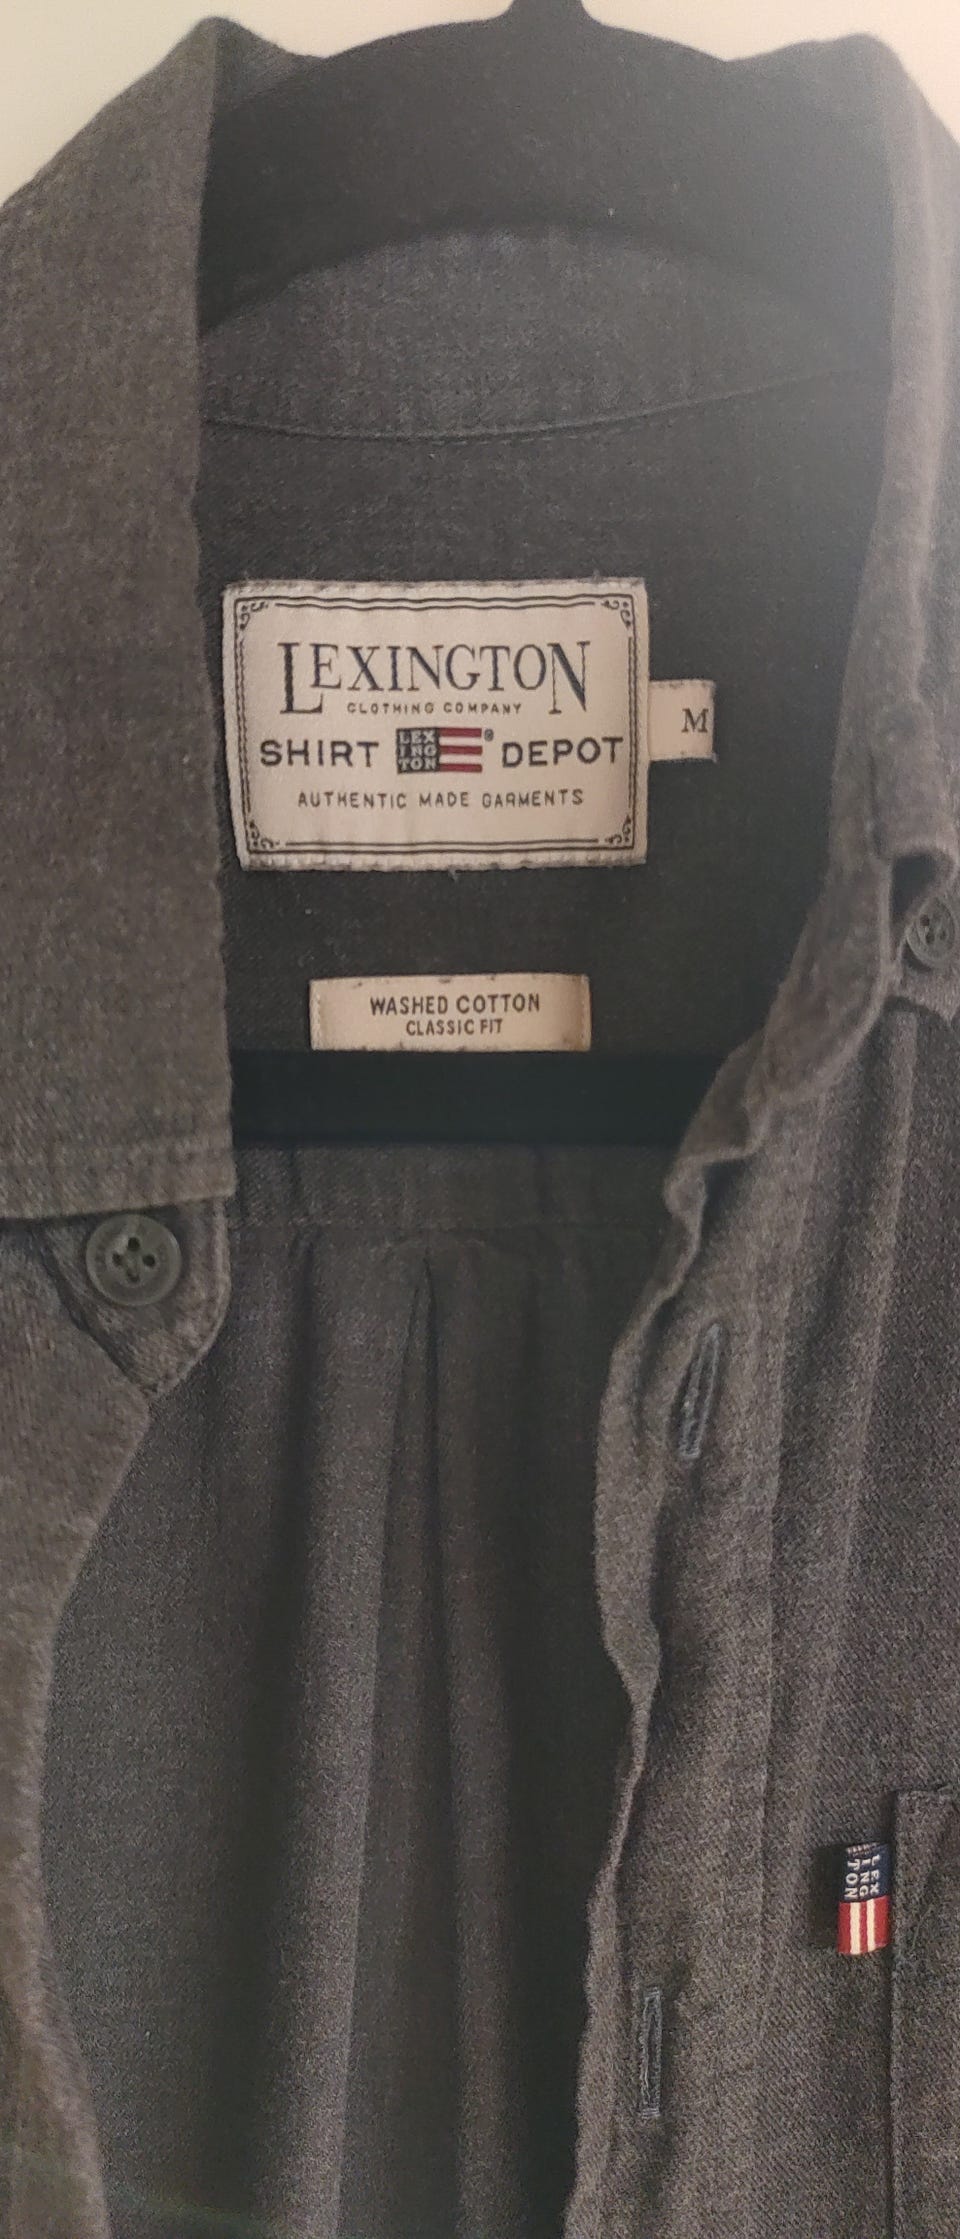 LEXINGTON
CLOTHING COMPANY
SHIRT LEX ING TON ® DEPOT
AUTHENTIC MADE GARMENTS
M
WASHED COTTON
CLASSIC FIT
LEX
ING
TON